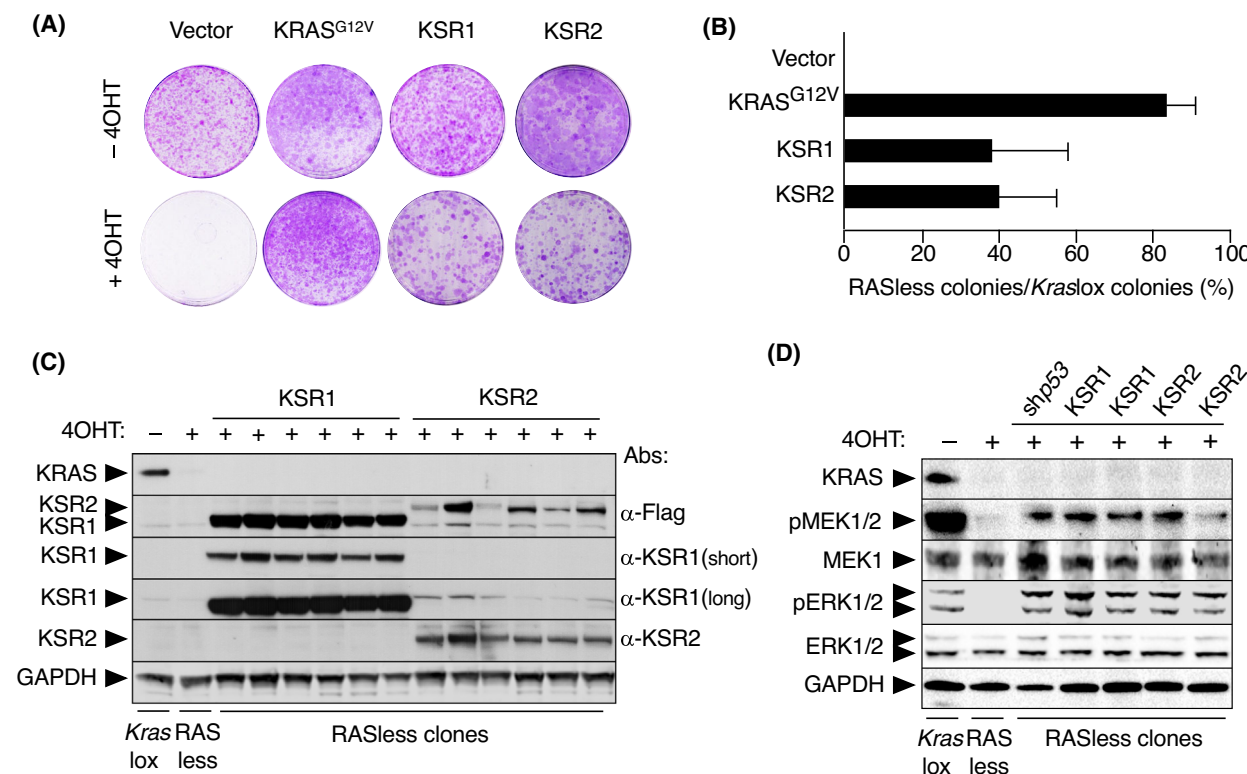 (A)
Vector KRASG12V KSR1 KSR2
– 4OHT
+ 4OHT
(B)
Vector
KRASG12V
KSR1
KSR2
0 20 40 60 80 100
RASless colonies/Kraslox colonies (%)
(C)
KSR1 KSR2
4OHT: – + + + + + + + + + + + + +
Abs:
KRAS
KSR2
KSR1 α-Flag
KSR1 α-KSR1(short)
KSR1 α-KSR1(long)
KSR2 α-KSR2
GAPDH
Kras RAS RASless clones
lox less
(D)
shp53 KSR1 KSR1 KSR2 KSR2
4OHT: – + + + + + +
KRAS
pMEK1/2
MEK1
pERK1/2
ERK1/2
GAPDH
Kras RAS RASless clones
lox less